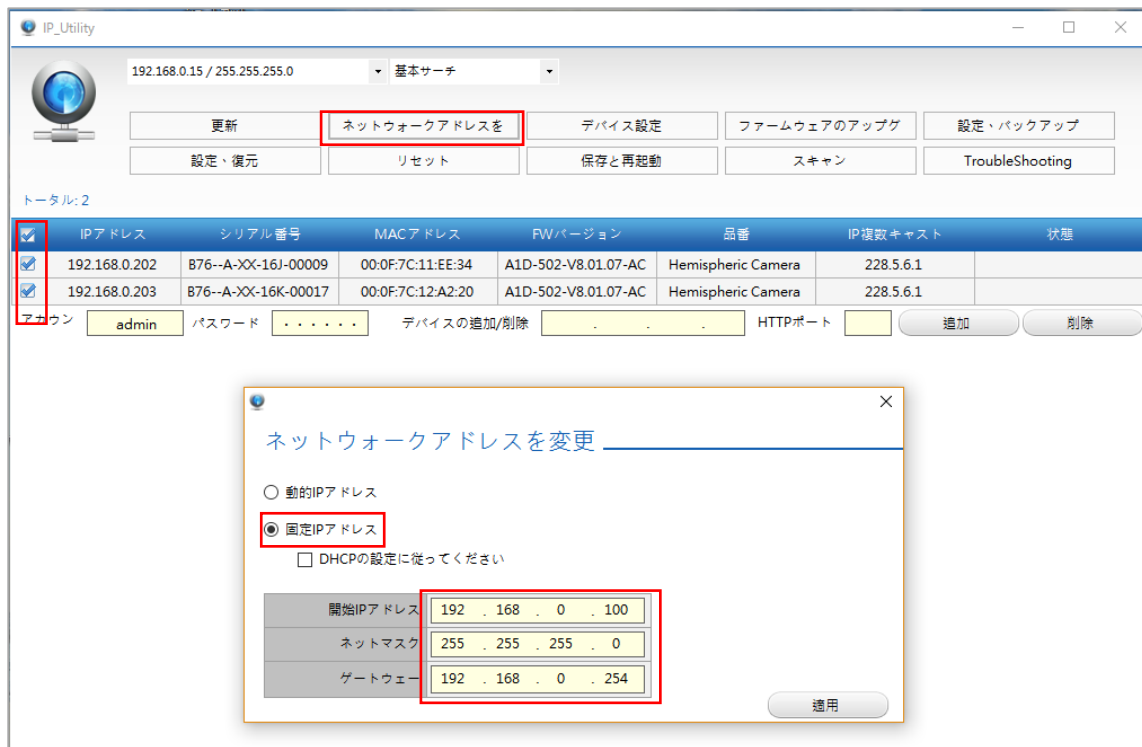 IP_Utility
192.168.0.15 / 255.255.255.0 基本サーチ
更新 ネットウォークアドレスを デバイス設定 ファームウェアのアップグ 設定、バックアップ
設定、復元 リセット 保存と再起動 スキャン TroubleShooting
トータル: 2
IPアドレス シリアル番号 MACアドレス FWバージョン 品番 IP複数キャスト 状態
192.168.0.202 B76--A-XX-16J-00009 00:0F:7C:11:EE:34 A1D-502-V8.01.07-AC Hemispheric Camera 228.5.6.1
192.168.0.203 B76--A-XX-16K-00017 00:0F:7C:12:A2:20 A1D-502-V8.01.07-AC Hemispheric Camera 228.5.6.1
アカウン admin パスワード ・・・・・・ デバイスの追加/削除 . . . HTTPポート 追加 削除
ネットウォークアドレスを変更
動的IPアドレス
固定IPアドレス
DHCPの設定に従ってください
開始IPアドレス 192 . 168 . 0 . 100
ネットマスク 255 . 255 . 255 . 0
ゲートウェー 192 . 168 . 0 . 254
適用